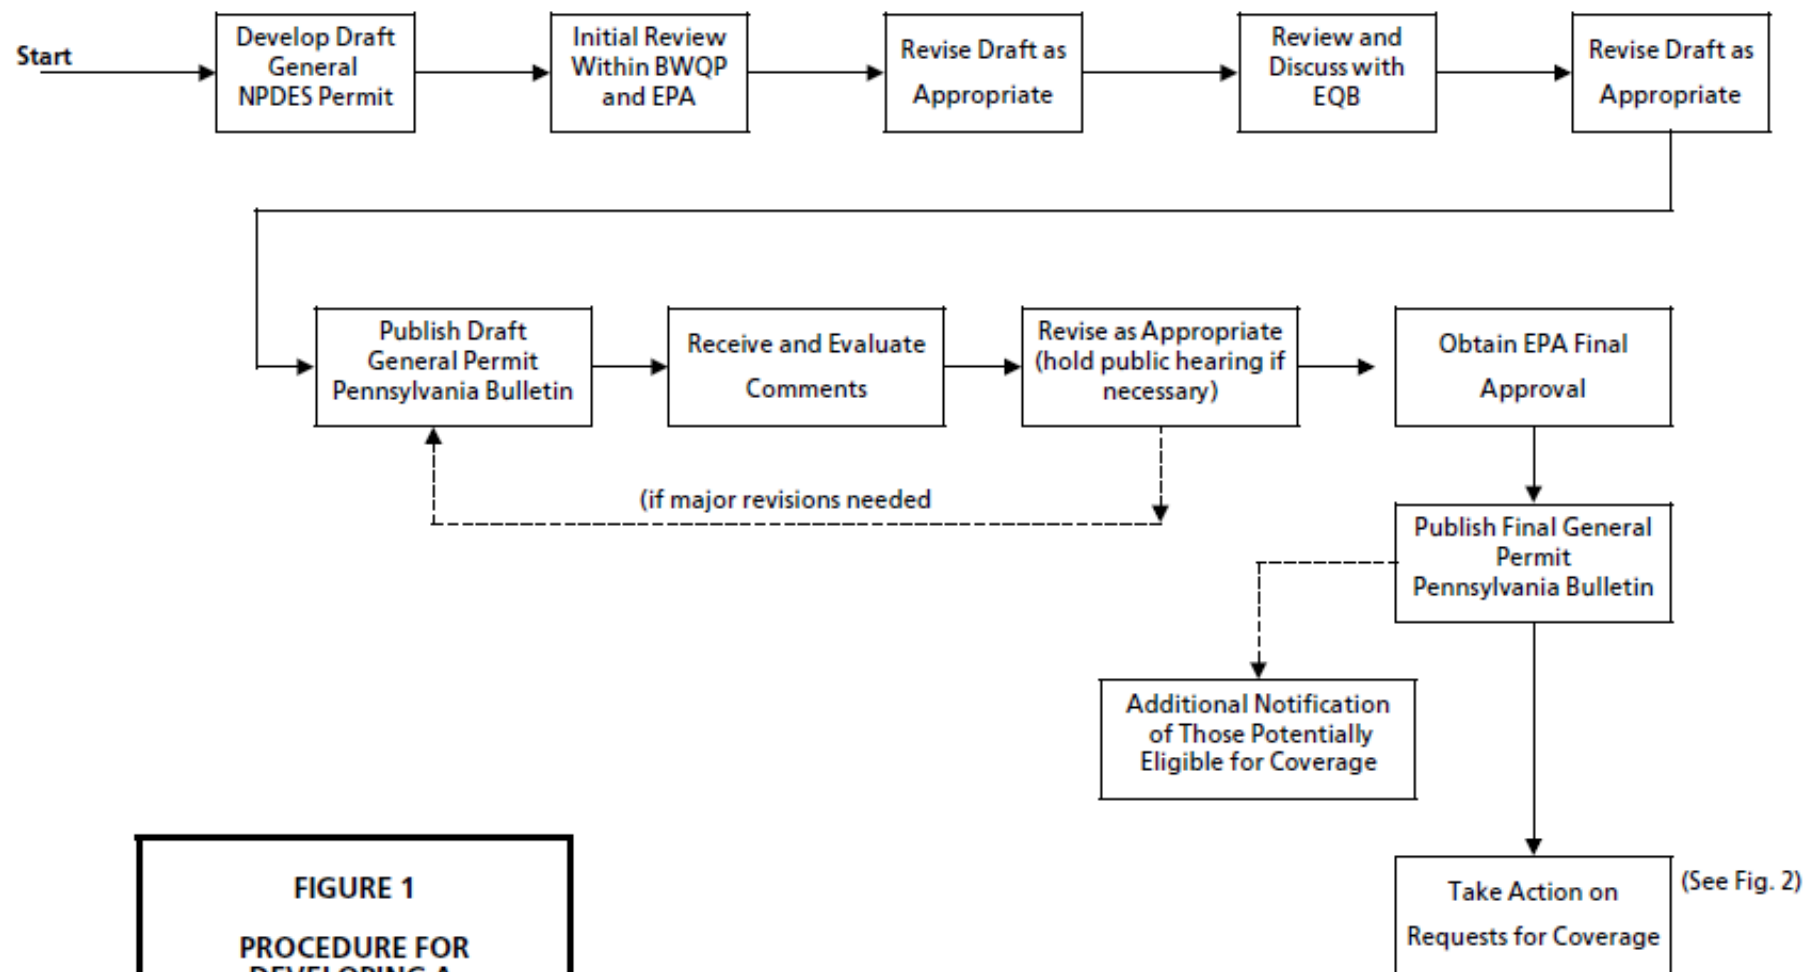 Start
Develop Draft
General
NPDES Permit
Initial Review
Within BWQP
and EPA
Revise Draft as
Appropriate
Review and
Discuss with
EQB
Revise Draft as
Appropriate
Publish Draft
General Permit
Pennsylvania Bulletin
Receive and Evaluate
Comments
Revise as Appropriate
(hold public hearing if
necessary)
Obtain EPA Final
Approval
(if major revisions needed
Publish Final General
Permit
Pennsylvania Bulletin
Additional Notification
of Those Potentially
Eligible for Coverage
Take Action on
Requests for Coverage
(See Fig. 2)
FIGURE 1
PROCEDURE FOR
DEVELOPING A